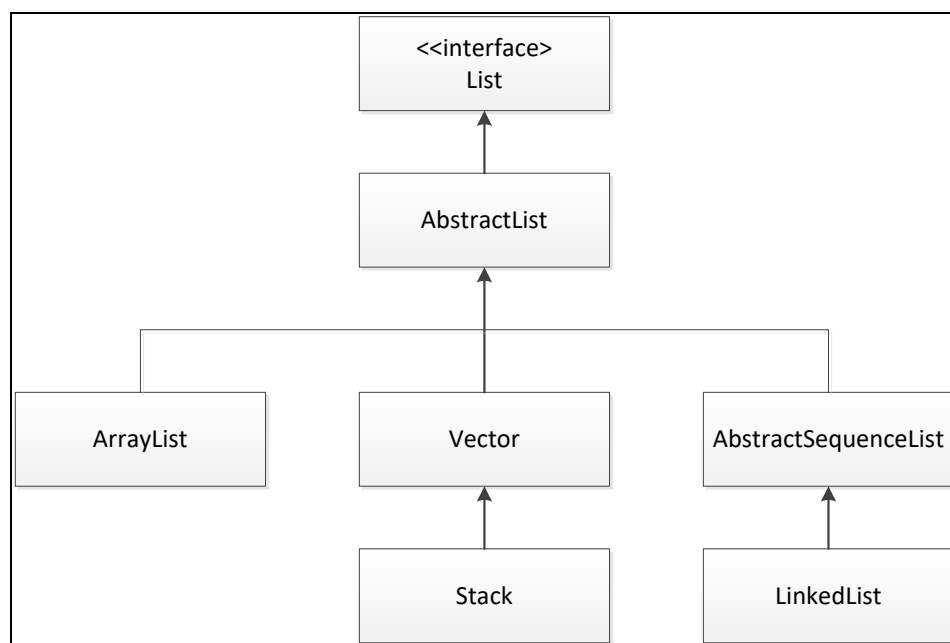 <<interface>
List
AbstractList
ArrayList
Vector
AbstractSequenceList
Stack
LinkedList